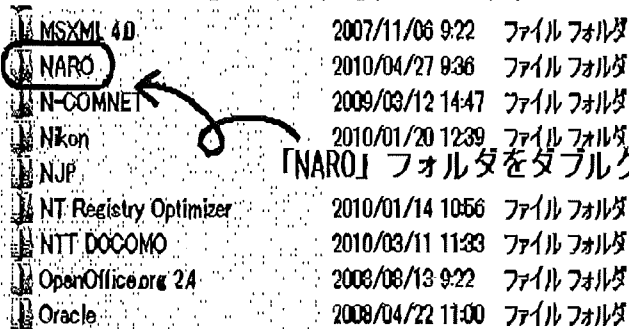 MSXML 4.0 2007/11/06 9:22 ファイル フォルダ
NARO 2010/04/27 9:36 ファイル フォルダ
N-COMNET 2009/03/12 14:47 ファイル フォルダ
Nikon 2010/01/20 12:39 ファイル フォルダ
NJP 「NARO」フォルダをダブルク
NT Registry Optimizer 2010/01/14 10:56 ファイル フォルダ
NTT DOCOMO 2010/03/11 11:33 ファイル フォルダ
OpenOffice.org 2.4 2008/08/13 9:22 ファイル フォルダ
Oracle 2008/04/22 11:00 ファイル フォルダ